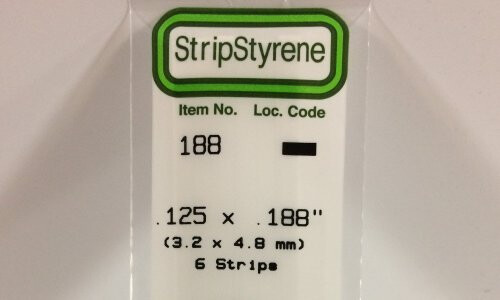 StripStyrene
Item No. Loc. Code
188
.125 x .188"
(3.2 x 4.8 mm)
6 Strips